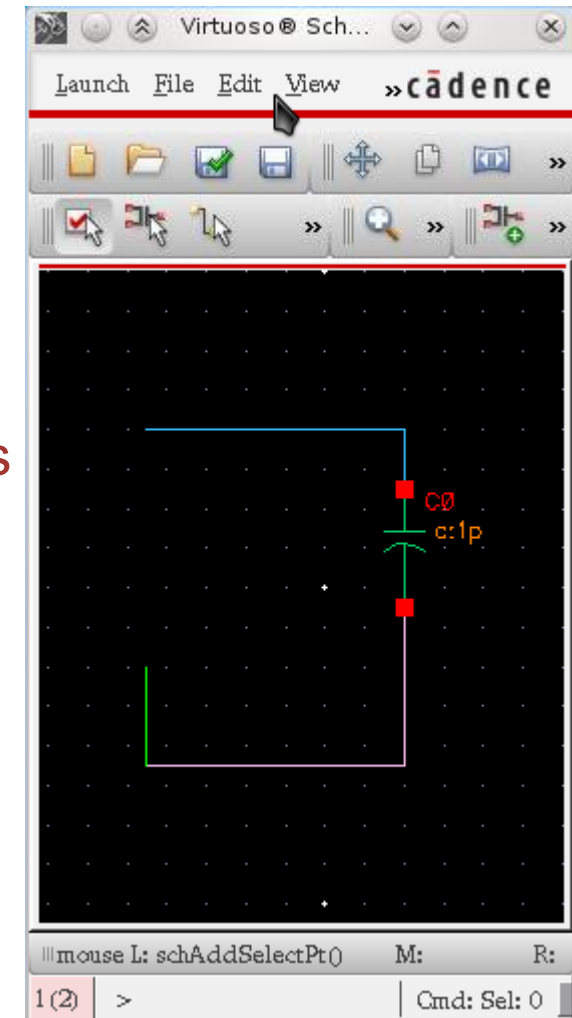 Virtuoso® Sch...
Launch File Edit View »cādence
» 
» » »
s
C0
c:1p
mouse L: schAddSelectPt() M: R:
1(2) > Cmd: Sel: 0